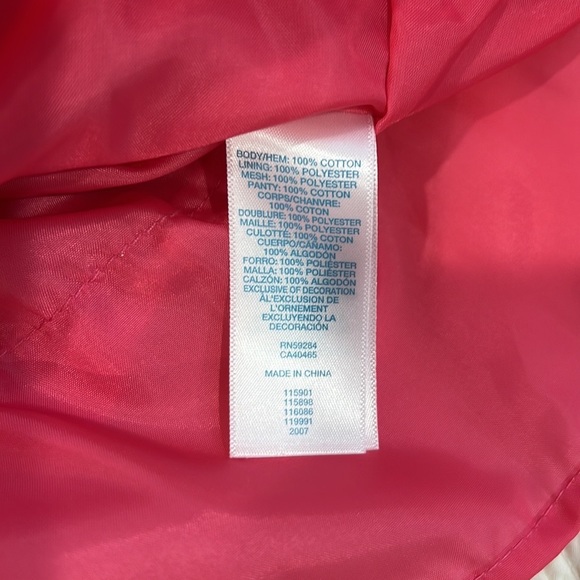 BODY/HEM: 100% COTTON
LINING: 100% POLYESTER
MESH: 100% POLYESTER
PANTY: 100% COTTON
CORPS/CHANVRE:
100% COTON
DOUBLURE: 100% POLYESTER
MAILLE: 100% POLYESTER
CULOTTÉ: 100% COTON
CUERPO/CÁNAMO:
100% ALGODÓN
FORRO: 100% POLIÉSTER
MALLA: 100% POLIÉSTER
CALZÓN: 100% ALGODÓN
EXCLUSIVE OF DECORATION
ÀL'EXCLUSION DE
L'ORNEMENT
EXCLUYENDO LA
DECORACIÓN
RN59284
CA40465
MADE IN CHINA
115901
115898
116086
119991
2007